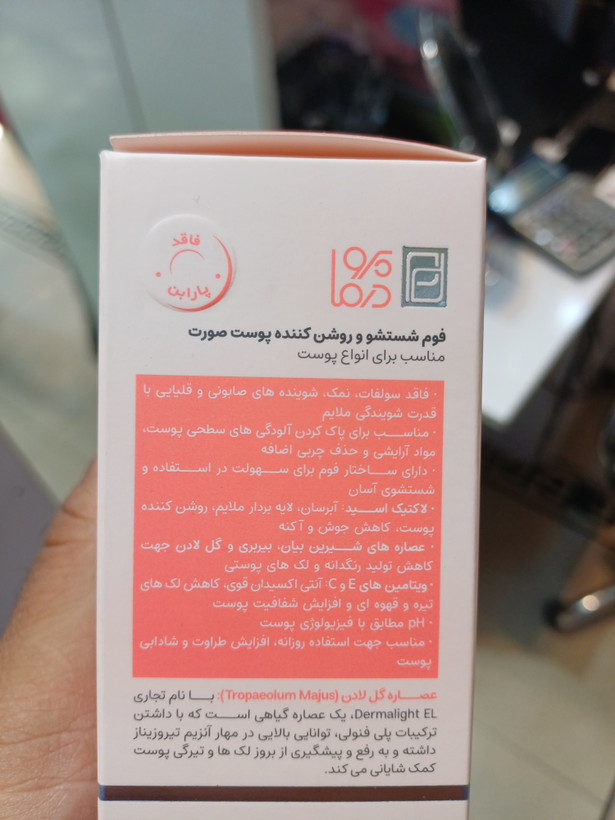 فاقد
پارابن
پرو
درما
فوم شستشو و روشن کننده پوست صورت
مناسب برای انواع پوست
· فاقد سولفات، نمک، شوینده های صابونی و قلیایی با
قدرت شویندگی ملایم
· مناسب برای پاک کردن آلودگی های سطحی پوست،
مواد آرایشی و حذف چربی اضافه
· دارای ساختار فوم برای سهولت در استفاده و
شستشوی آسان
· لاکتیک اسید: آبرسان، لایه بردار ملایم، روشن کننده
پوست، کاهش جوش و آکنه
· عصاره های شیرین بیان، بیربری و گل لادن جهت
کاهش تولید رنگدانه و لک های پوستی
· ویتامین های E و C: آنتی اکسیدان قوی، کاهش لک های
تیره و قهوه ای و افزایش شفافیت پوست
· pH مطابق با فیزیولوژی پوست
· مناسب جهت استفاده روزانه، افزایش طراوت و شادابی
پوست
عصاره گل لادن (Tropaeolum Majus): با نام تجاری
Dermalight EL، یک عصاره گیاهی است که با داشتن
ترکیبات پلی فنولی، توانایی بالایی در مهار آنزیم تیروزیناز
داشته و به رفع و پیشگیری از بروز لک ها و تیرگی پوست
کمک شایانی می کند.